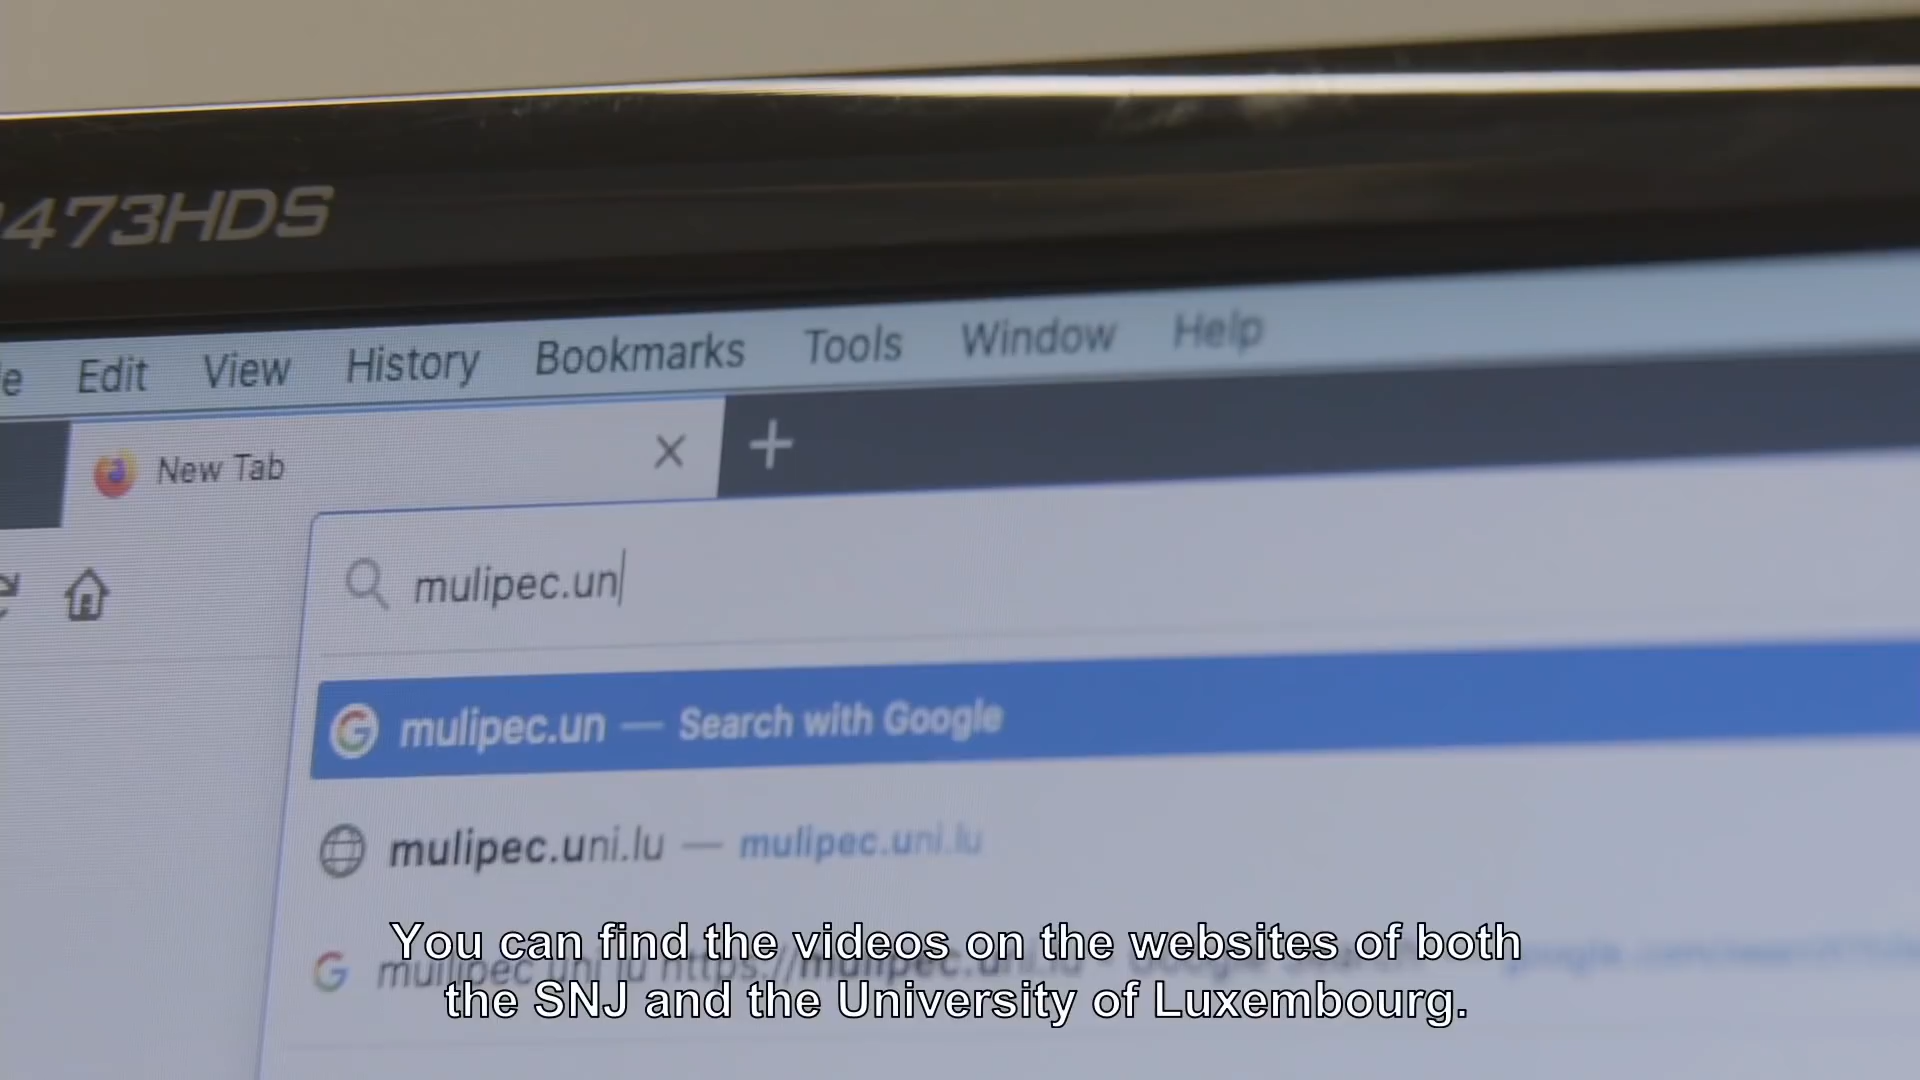 473HDS
Edit View History Bookmarks Tools Window Help
New Tab
mulipec.un
mulipec.un — Search with Google
mulipec.uni.lu — mulipec.uni.lu
You can find the videos on the websites of both
the SNJ and the University of Luxembourg.